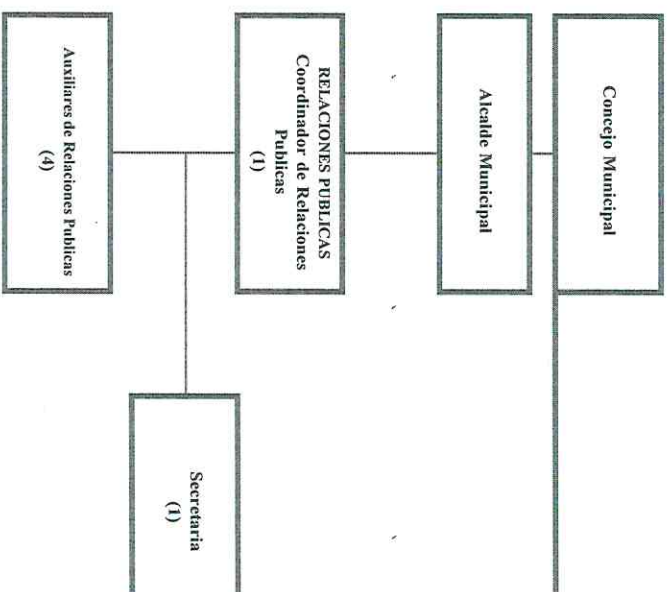 Concejo Municipal
Alcalde Municipal
RELACIONES PUBLICAS
Coordinador de Relaciones
Publicas
(1)
Secretaria
(1)
Auxiliares de Relaciones Publicas
(4)